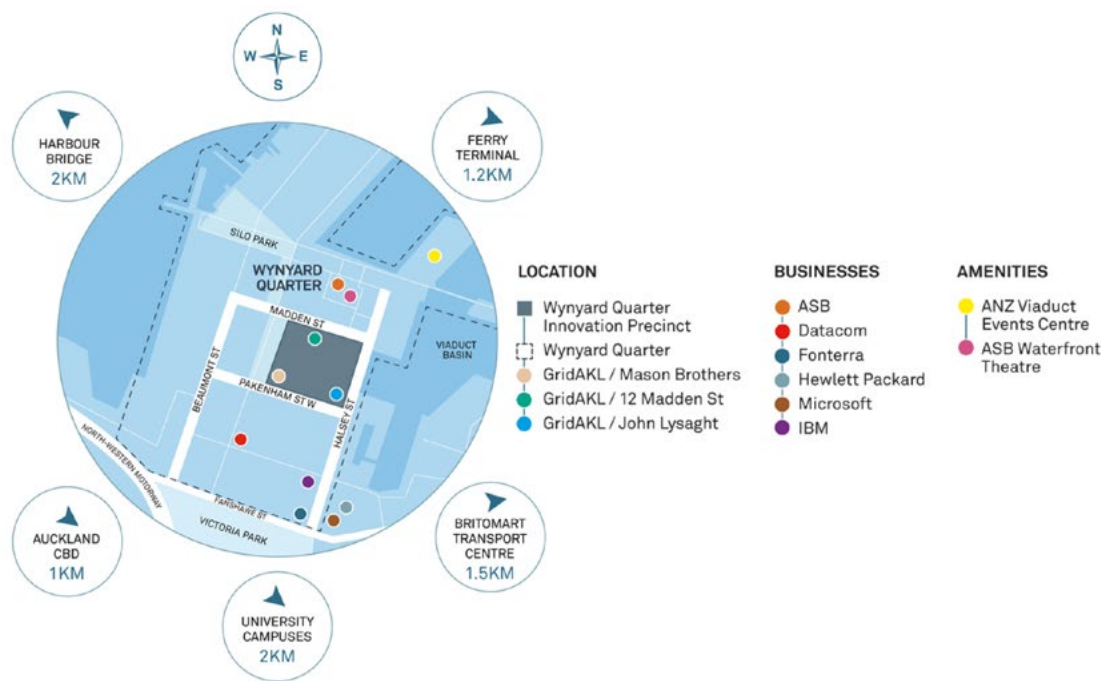 N
W E
S
HARBOUR
BRIDGE
2KM
FERRY
TERMINAL
1.2KM
SILO PARK
WYNYARD
QUARTER
MADDEN ST
VIADUCT
BASIN
BEAUMONT ST
PAKENHAM ST W
HALSEY ST
NORTH-WESTERN MOTORWAY
FANSHAWE ST
VICTORIA PARK
AUCKLAND
CBD
1KM
UNIVERSITY
CAMPUSES
2KM
BRITOMART
TRANSPORT
CENTRE
1.5KM
LOCATION
Wynyard Quarter
Innovation Precinct
Wynyard Quarter
GridAKL / Mason Brothers
GridAKL / 12 Madden St
GridAKL / John Lysaght
BUSINESSES
ASB
Datacom
Fonterra
Hewlett Packard
Microsoft
IBM
AMENITIES
ANZ Viaduct
Events Centre
ASB Waterfront
Theatre